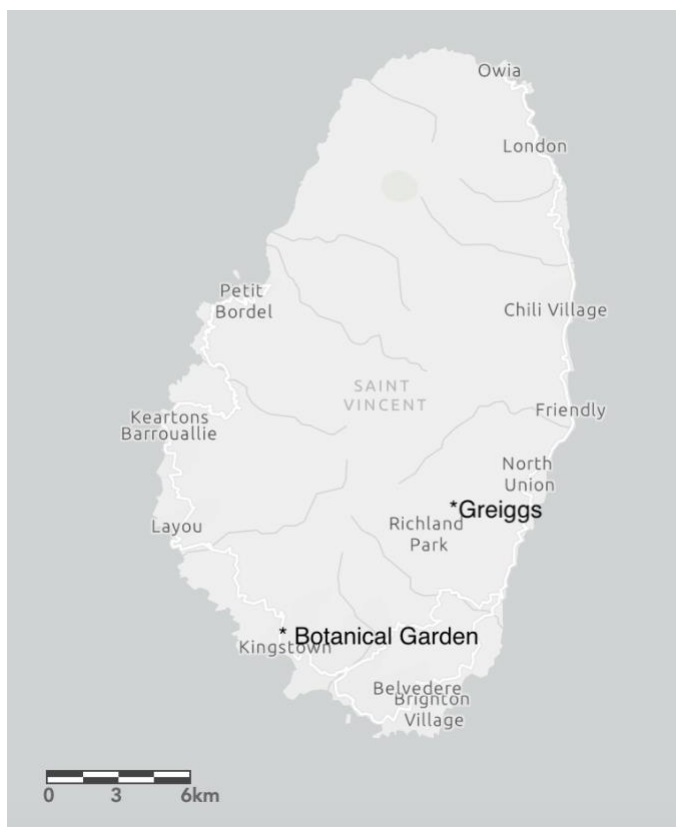 Owia
London
Petit
Bordel
Chili Village
SAINT
VINCENT
Keartons
Barrouallie
Friendly
North
Union
*Greiggs
Richland
Park
Layou
* Botanical Garden
Kingstown
Belvedere
Brighton
Village
0 3 6km